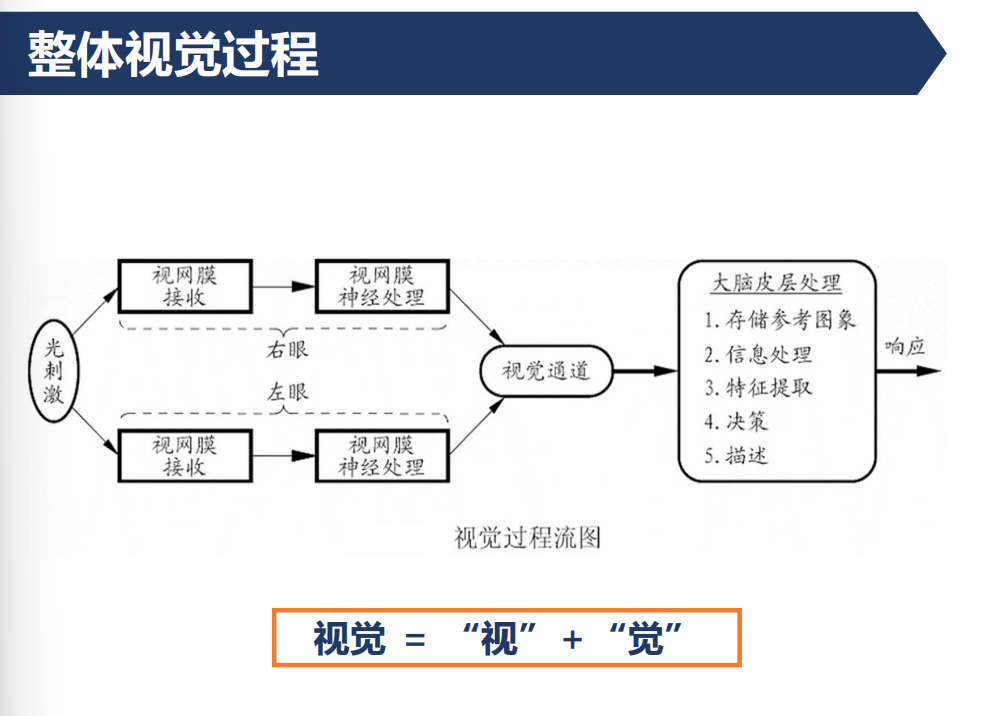 整体视觉过程
光
刺
激
视网膜
接收
视网膜
神经处理
右眼
左眼
视网膜
接收
视网膜
神经处理
视觉通道
大脑皮层处理
1. 存储参考图象
2. 信息处理
3. 特征提取
4. 决策
5. 描述
响应
视觉过程流图
视觉 = “视” + “觉”